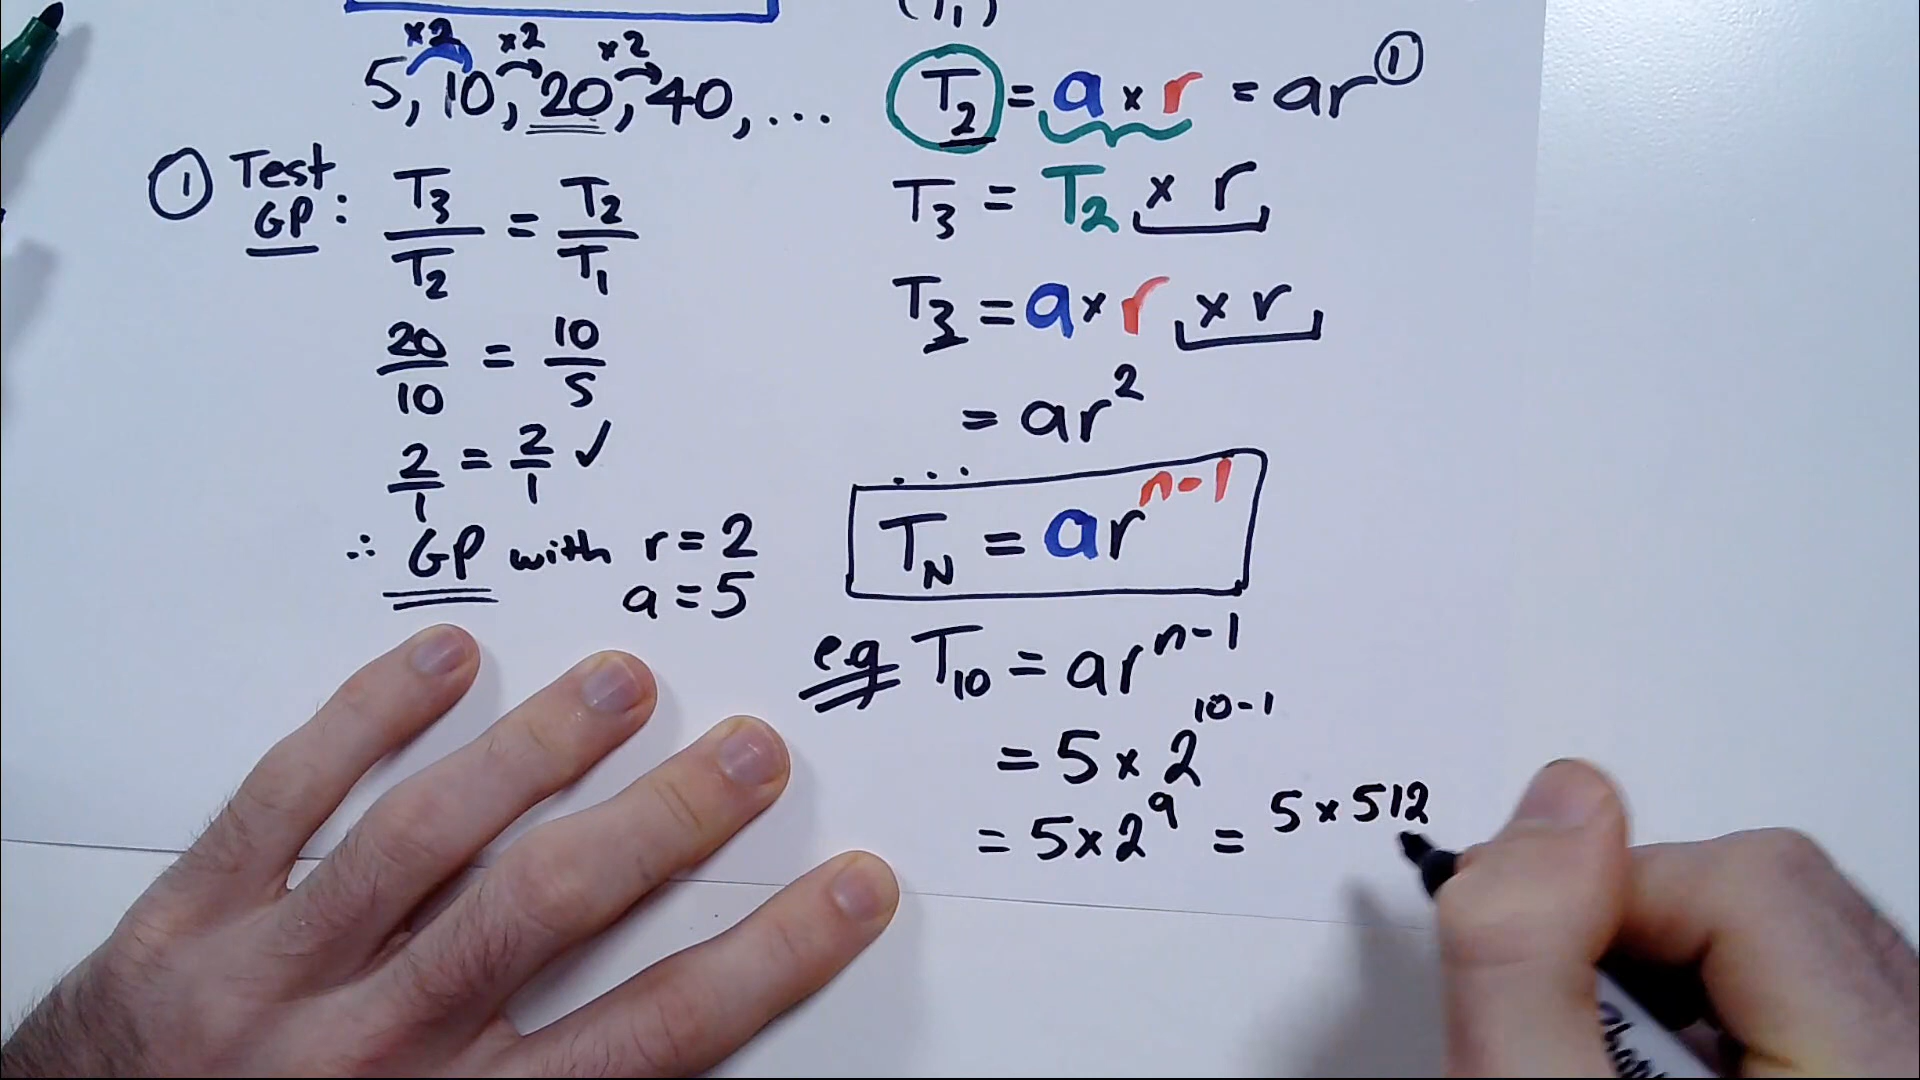 ×2 ×2 ×2
5, 10, 20, 40, ...
① Test GP: T₃/T₂ = T₂/T₁
20/10 = 10/5
2/1 = 2/1 ✓
∴ GP with r = 2
a = 5
(T₁)
T₂ = a × r = ar¹
T₃ = T₂ × r
T₃ = a × r × r
= ar²
...
T_N = ar^(n-1)
eg T₁₀ = ar^(n-1)
= 5 × 2^(10-1)
= 5 × 2⁹ = 5 × 512